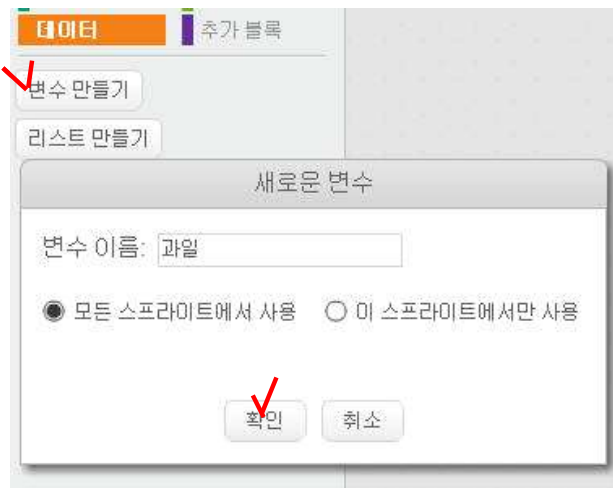 데이터 추가 블록
변수 만들기
리스트 만들기
새로운 변수
변수 이름: 과일
모든 스프라이트에서 사용 이 스프라이트에서만 사용
확인 취소